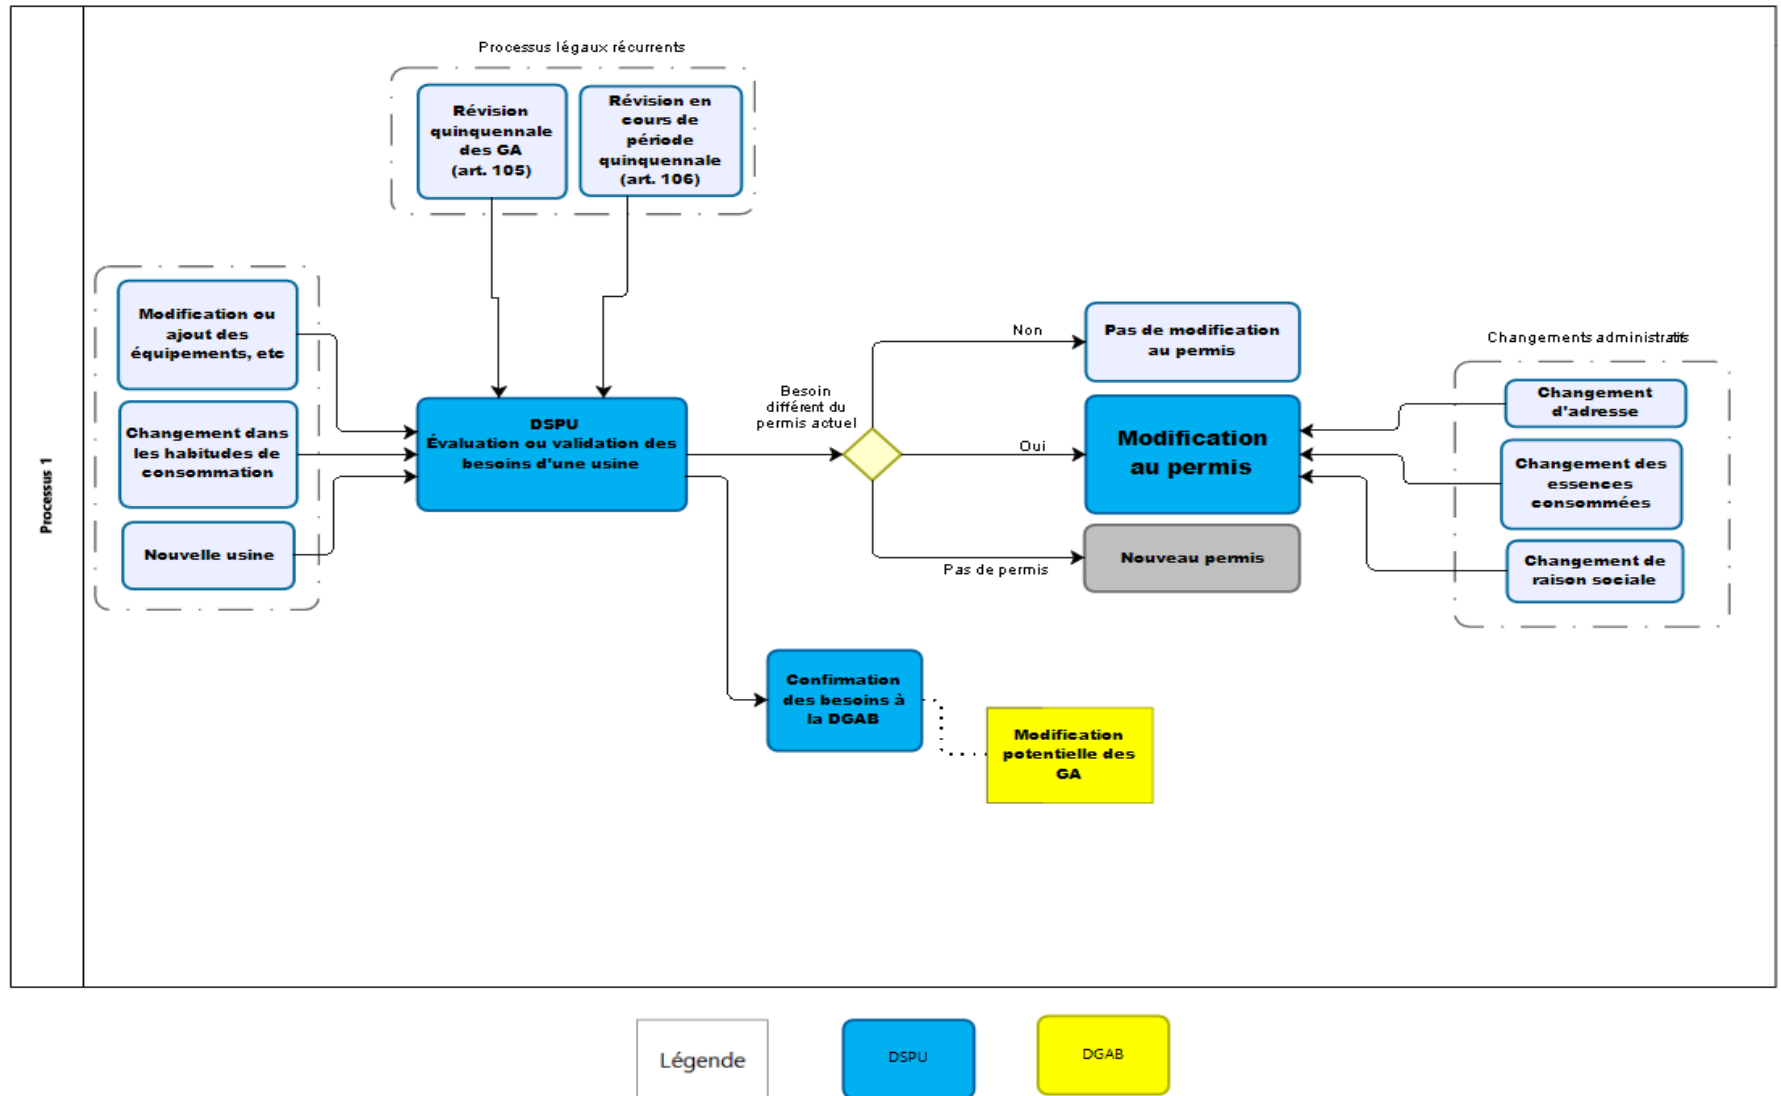 Processus 1
Processus légaux récurrents
Révision
quinquennale
des GA
(art. 105)
Révision en
cours de
période
quinquennale
(art. 106)
Modification ou
ajout des
équipements, etc
Changement dans
les habitudes de
consommation
Nouvelle usine
DSPU
Évaluation ou validation des
besoins d'une usine
Besoin
différent du
permis actuel
Non
Oui
Pas de permis
Pas de modification
au permis
Modification
au permis
Nouveau permis
Changements administratifs
Changement
d'adresse
Changement des
essences
consommées
Changement de
raison sociale
Confirmation
des besoins à
la DGAB
Modification
potentielle des
GA
Légende
DSPU
DGAB